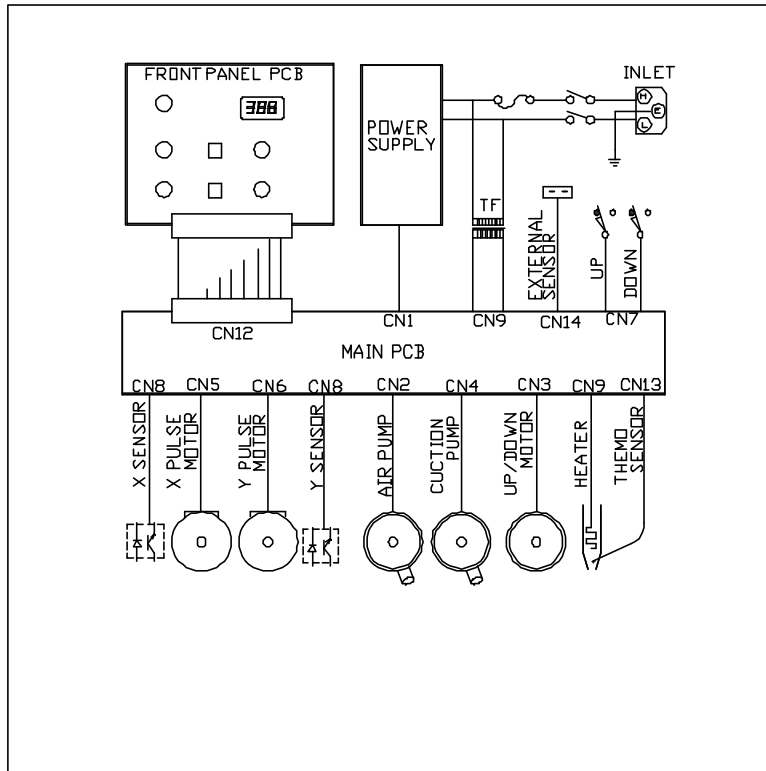 FRONT PANEL PCB
388
POWER
SUPPLY
INLET
H
E
L
TF
EXTERNAL
SENSOR
UP
DOWN
CN12
CN1
CN9
CN14
CN7
MAIN PCB
CN8
CN5
CN6
CN8
CN2
CN4
CN3
CN9
CN13
X SENSOR
X PULSE
MOTOR
Y PULSE
MOTOR
Y SENSOR
AIR PUMP
CUCTION
PUMP
UP/DOWN
MOTOR
HEATER
THEMO
SENSOR